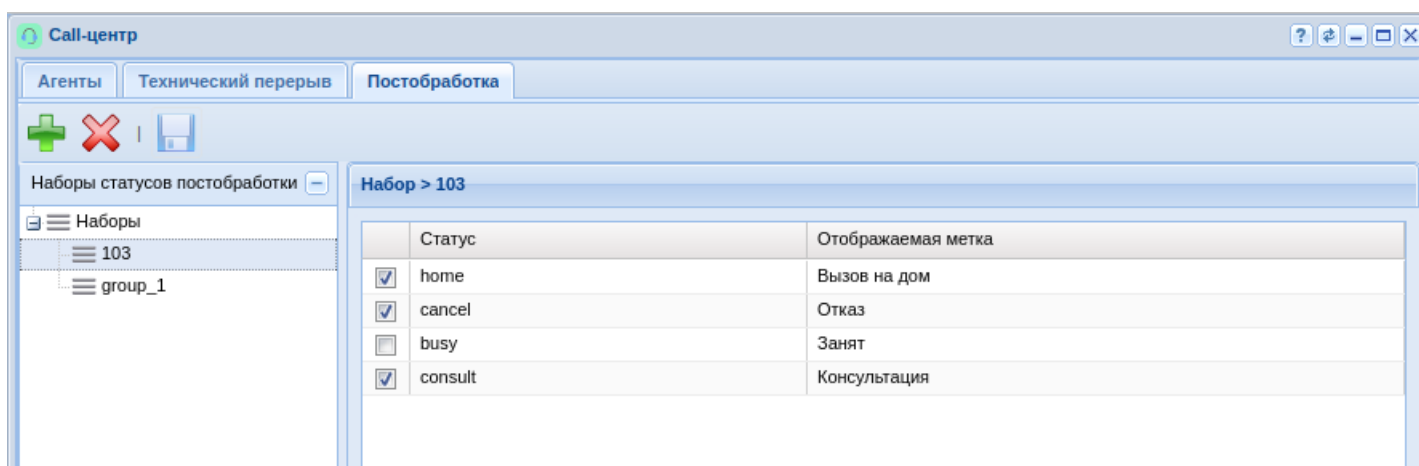 Call-центр
Агенты Технический перерыв Постобработка
Наборы статусов постобработки
Набор > 103
Наборы
103
group_1
Статус Отображаемая метка
home Вызов на дом
cancel Отказ
busy Занят
consult Консультация